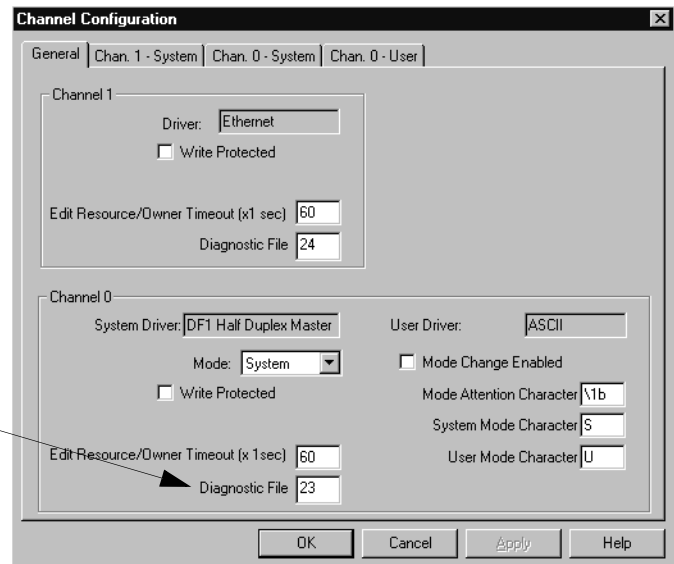 Channel Configuration
General Chan. 1 - System Chan. 0 - System Chan. 0 - User
Channel 1
Driver: Ethernet
Write Protected
Edit Resource/Owner Timeout (x1 sec) 60
Diagnostic File 24
Channel 0
System Driver: DF1 Half Duplex Master User Driver: ASCII
Mode: System Mode Change Enabled
Write Protected Mode Attention Character \1b
System Mode Character S
Edit Resource/Owner Timeout (x 1sec) 60 User Mode Character U
Diagnostic File 23
OK Cancel Apply Help